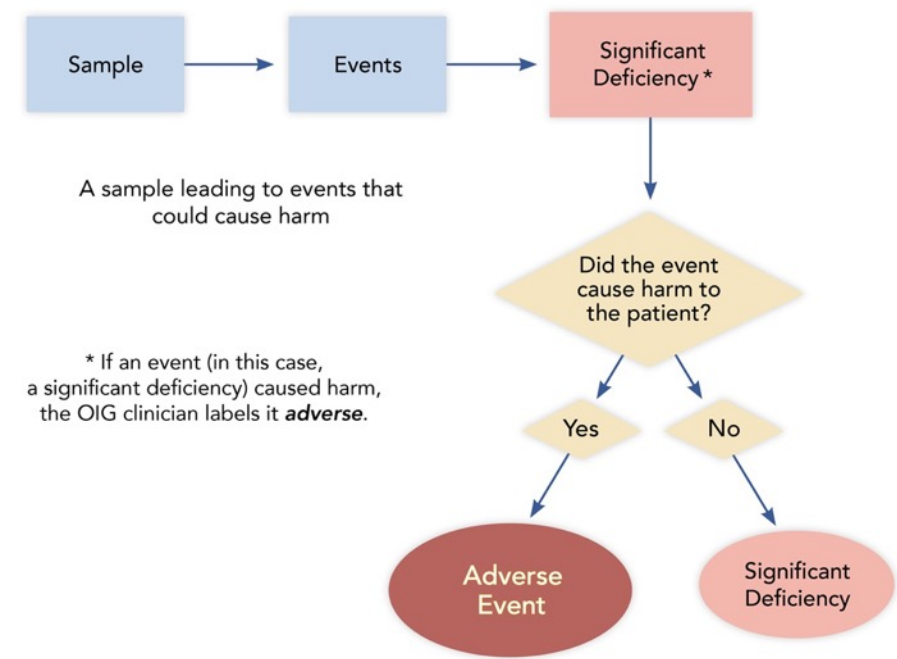 Sample
Events
Significant
Deficiency *
A sample leading to events that
could cause harm
Did the event
cause harm to
the patient?
* If an event (in this case,
a significant deficiency) caused harm,
the OIG clinician labels it adverse.
Yes
No
Adverse
Event
Significant
Deficiency